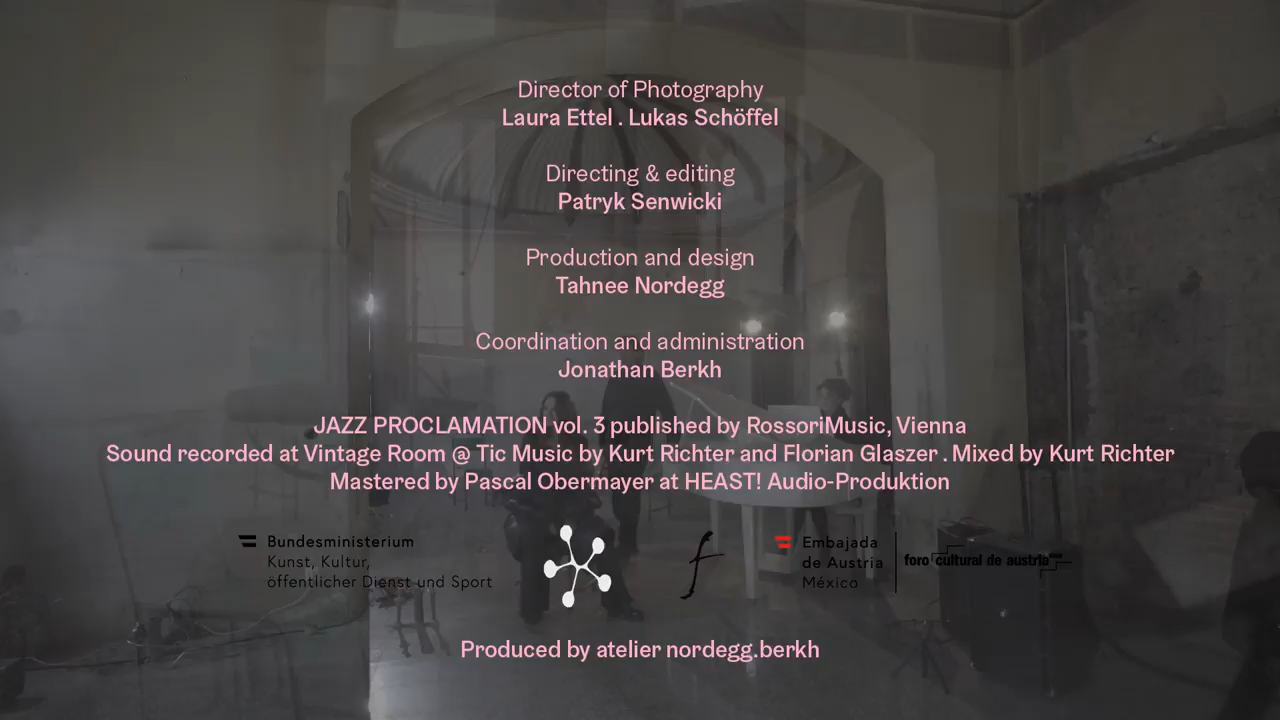 Director of Photography
Laura Ettel . Lukas Schöffel
Directing & editing
Patryk Senwicki
Production and design
Tahnee Nordegg
Coordination and administration
Jonathan Berkh
JAZZ PROCLAMATION vol. 3 published by RossoriMusic, Vienna
Sound recorded at Vintage Room @ Tic Music by Kurt Richter and Florian Glaszer . Mixed by Kurt Richter
Mastered by Pascal Obermayer at HEAST! Audio-Produktion
Bundesministerium
Kunst, Kultur,
öffentlicher Dienst und Sport
f
Embajada
de Austria
México
foro cultural de austria
Produced by atelier nordegg.berkh